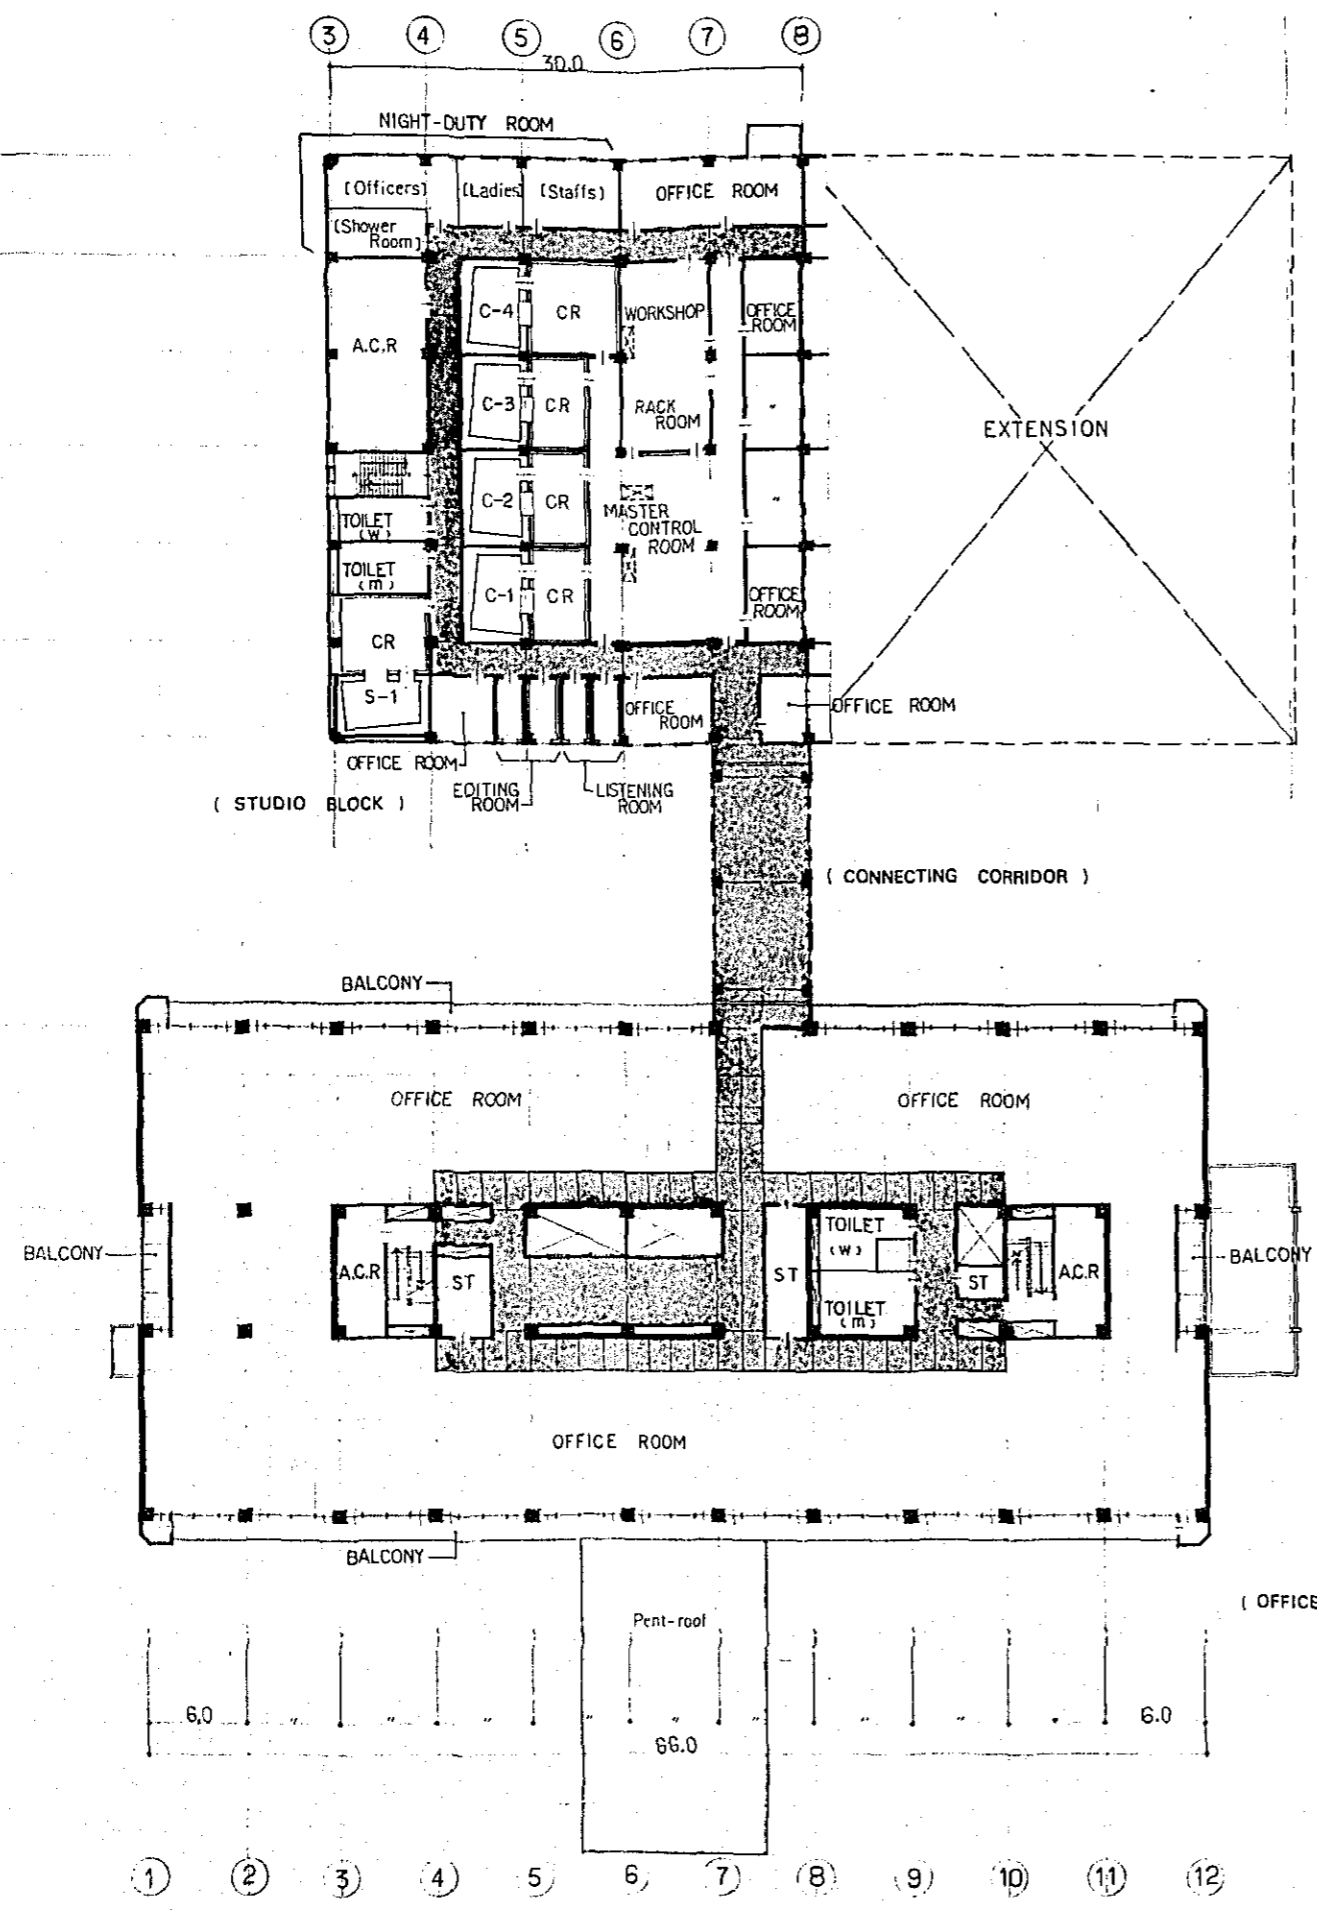 3 4 5 6 7 8
30.0
NIGHT-DUTY ROOM
(Officers) (Ladies) (Staffs) OFFICE ROOM
(Shower
Room)
A.C.R
C-4 CR WORKSHOP OFFICE
ROOM
C-3 CR RACK
ROOM
"
EXTENSION
C-2 CR MASTER
CONTROL
ROOM
"
TOILET
(W)
TOILET
(m)
C-1 CR OFFICE
ROOM
CR
S-1
OFFICE
ROOM
OFFICE ROOM
OFFICE ROOM
EDITING
ROOM
LISTENING
ROOM
( STUDIO BLOCK )
( CONNECTING CORRIDOR )
BALCONY
OFFICE ROOM OFFICE ROOM
BALCONY
A.C.R ST ST
TOILET
(W)
TOILET
(m)
ST A.C.R
BALCONY
OFFICE ROOM
BALCONY
Pent-roof
( OFFICE
6.0 " " " " " " " " " 6.0
66.0
1 2 3 4 5 6 7 8 9 10 11 12